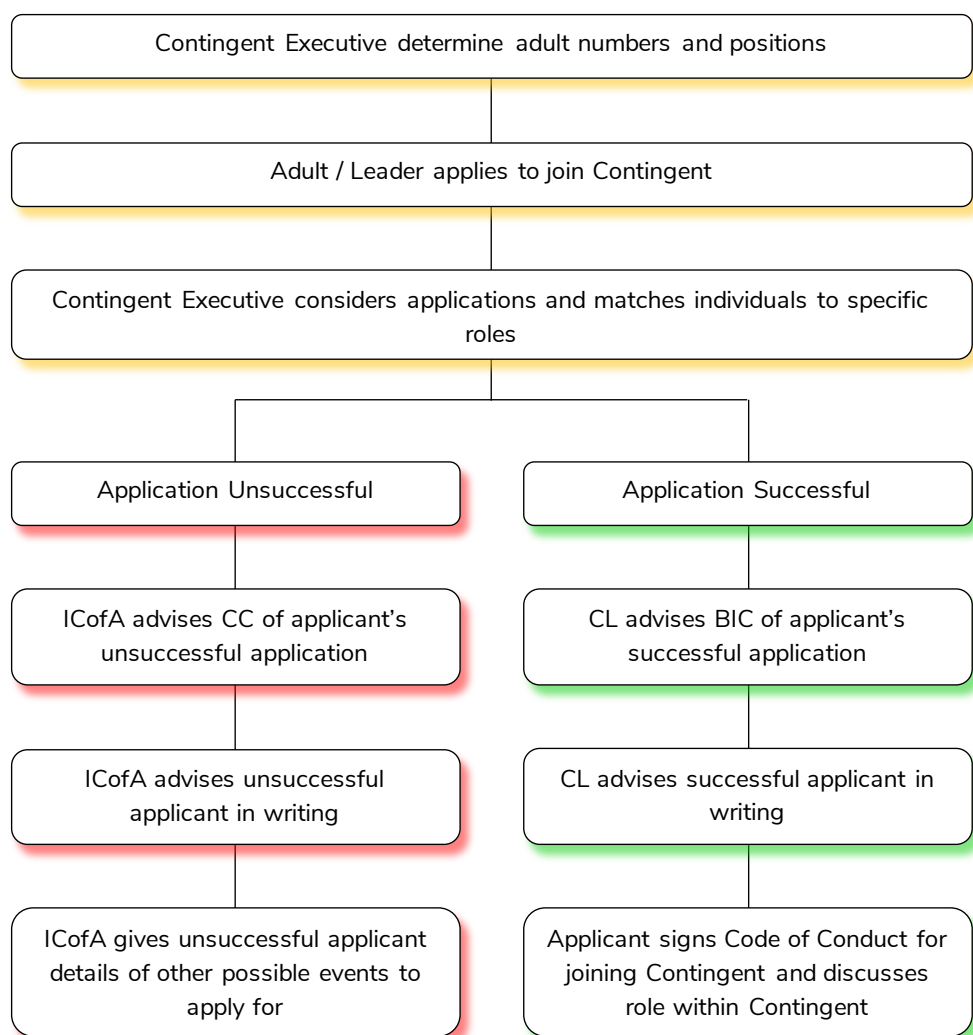 Contingent Executive determine adult numbers and positions
Adult / Leader applies to join Contingent
Contingent Executive considers applications and matches individuals to specific
roles
Application Unsuccessful
Application Successful
ICofA advises CC of applicant's
unsuccessful application
CL advises BIC of applicant's
successful application
ICofA advises unsuccessful
applicant in writing
CL advises successful applicant in
writing
ICofA gives unsuccessful applicant
details of other possible events to
apply for
Applicant signs Code of Conduct for
joining Contingent and discusses
role within Contingent